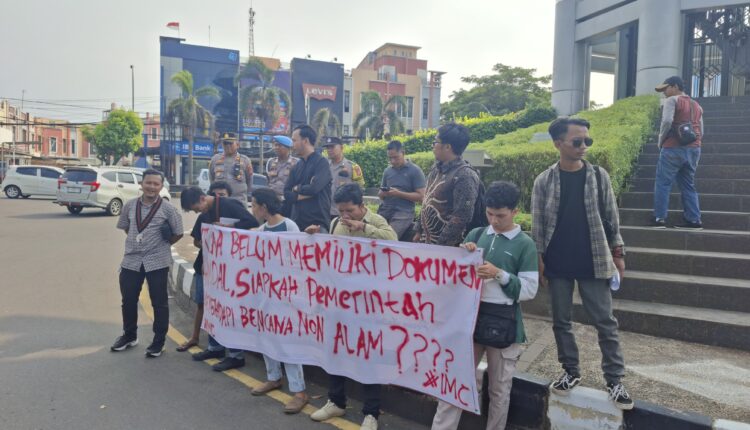 LEVI'S
BELUM MEMILIKI DOKUMEN
SIAPKAH PEMERINTAH
BENCANA NON ALAM ????
*IMC